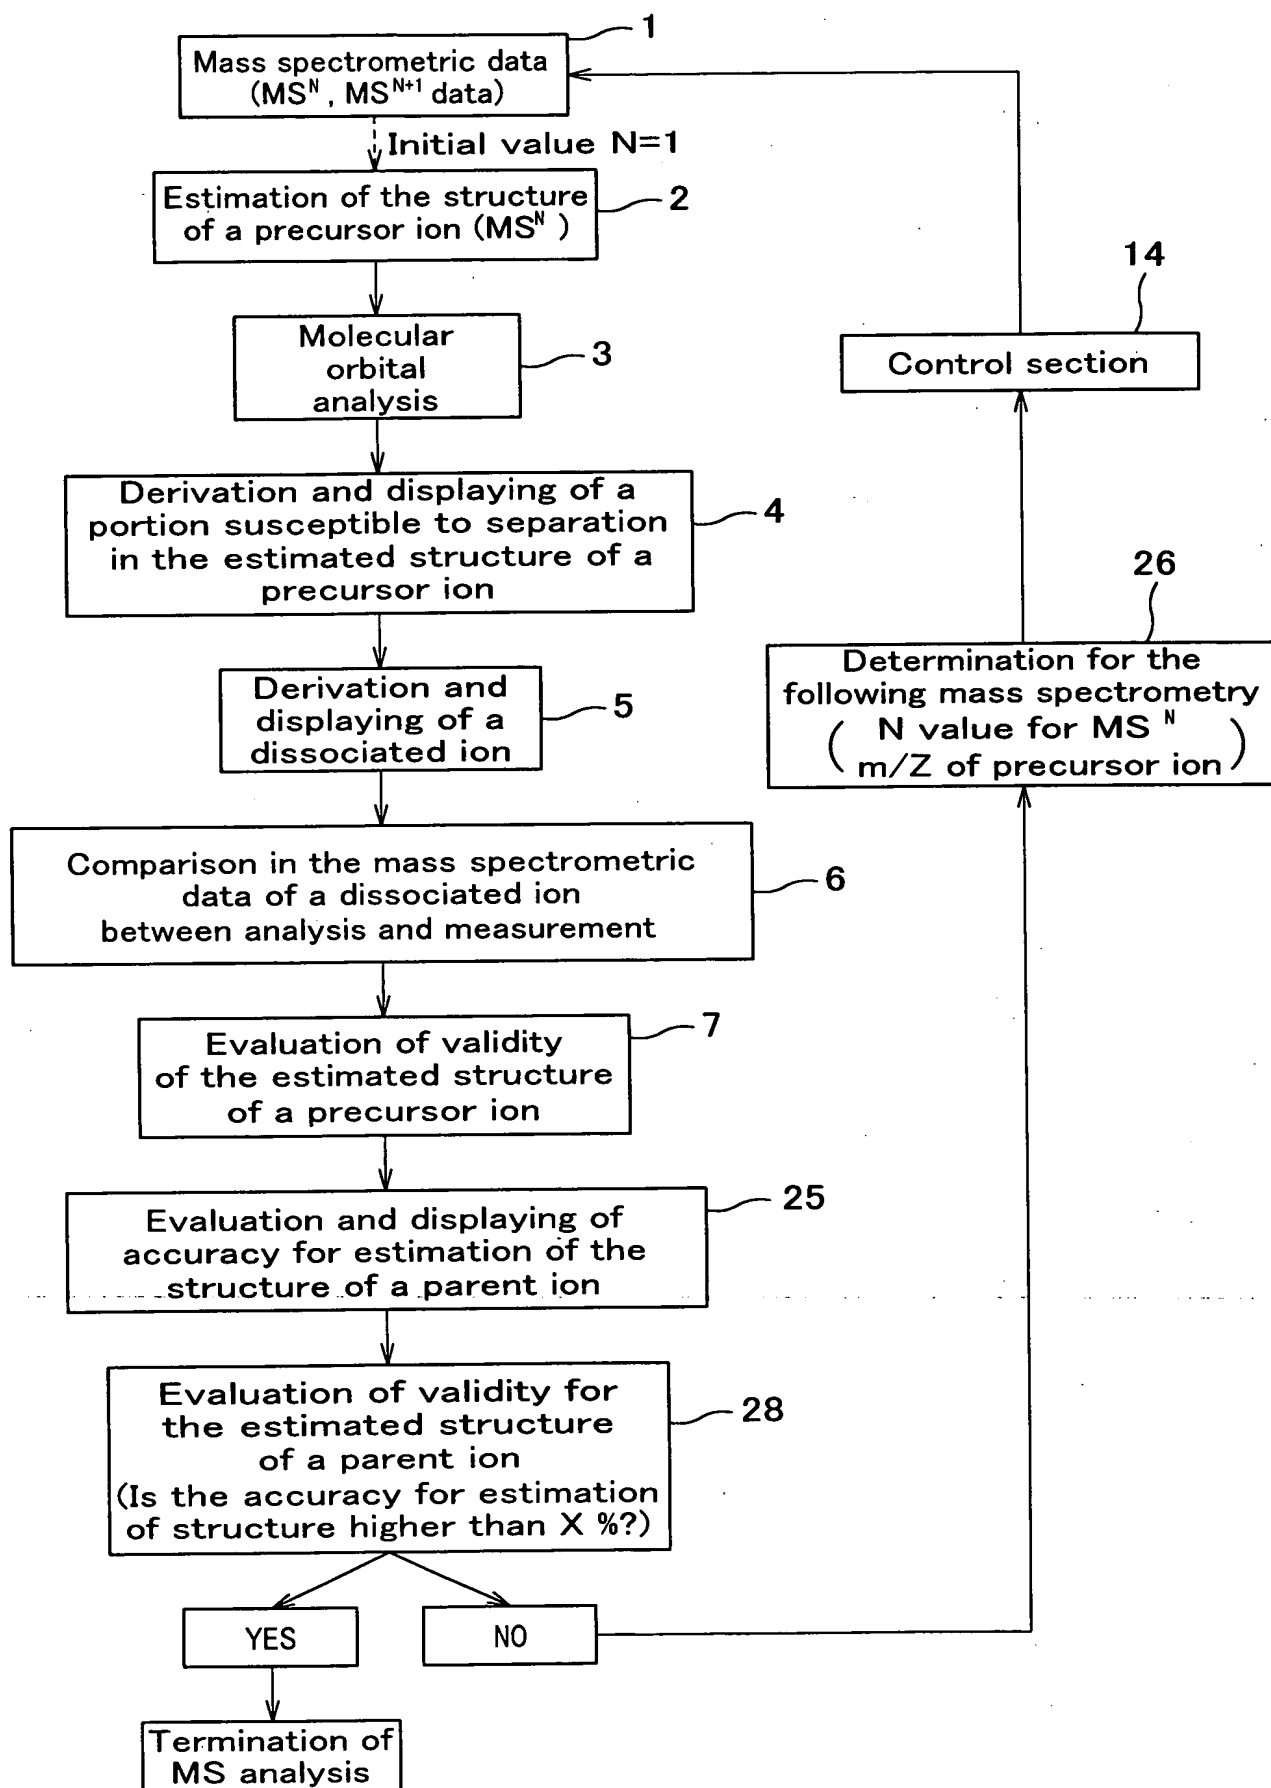 1
Mass spectrometric data
(MS^N , MS^N+1 data)
Initial value N=1
Estimation of the structure
of a precursor ion (MS^N )
2
Molecular
orbital
analysis
3
Derivation and displaying of a
portion susceptible to separation
in the estimated structure of a
precursor ion
4
Derivation and
displaying of a
dissociated ion
5
Comparison in the mass spectrometric
data of a dissociated ion
between analysis and measurement
6
Evaluation of validity
of the estimated structure
of a precursor ion
7
Evaluation and displaying of
accuracy for estimation of the
structure of a parent ion
25
Evaluation of validity for
the estimated structure
of a parent ion
(Is the accuracy for estimation
of structure higher than X %?)
28
YES
NO
Termination of
MS analysis
14
Control section
26
Determination for the
following mass spectrometry
( N value for MS ^N
m/Z of precursor ion )